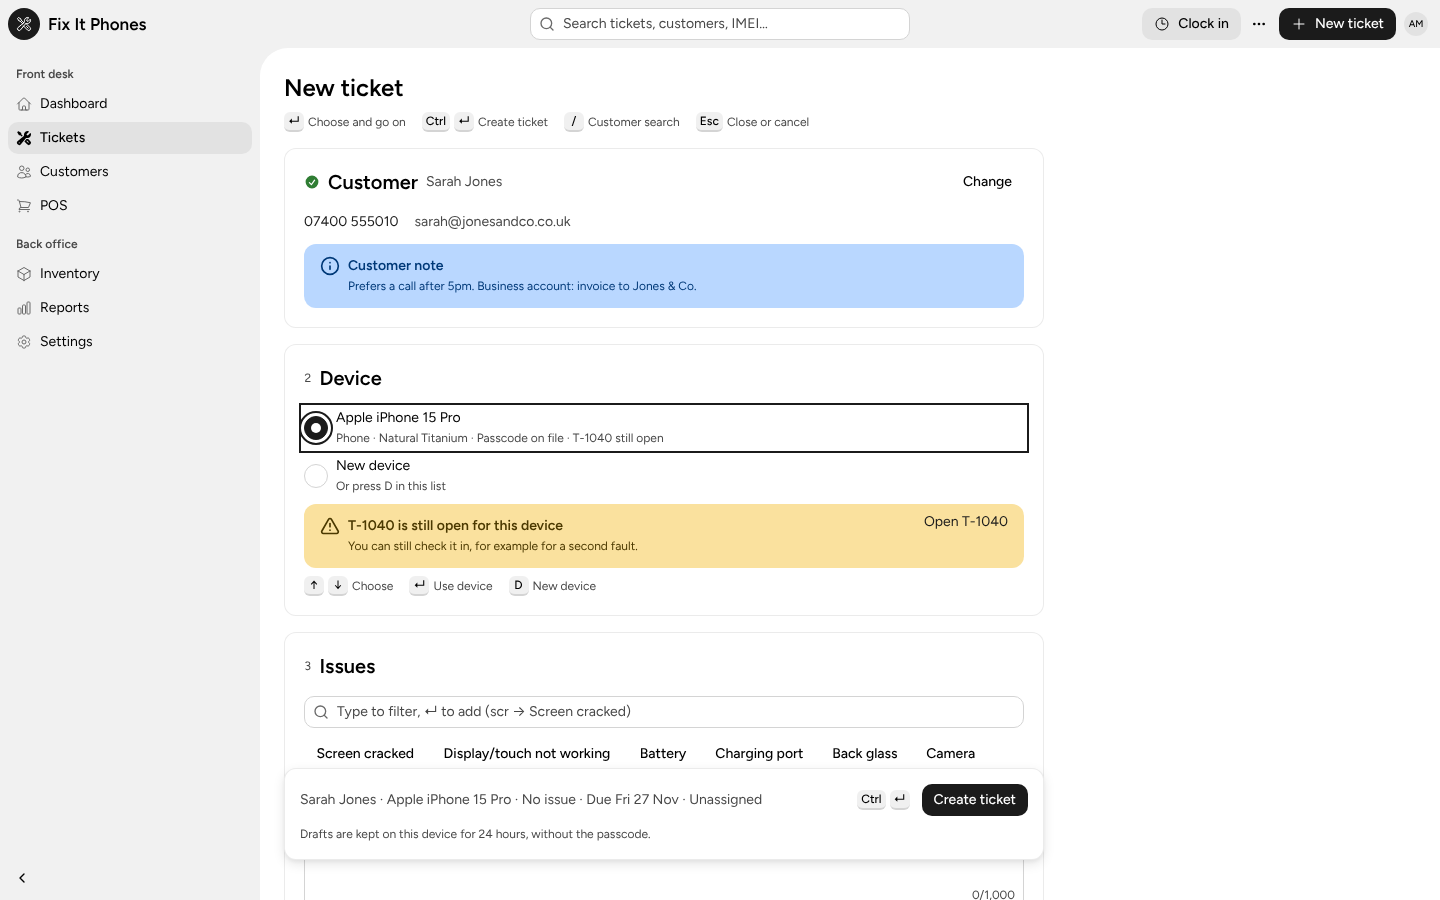 Fix It Phones
Search tickets, customers, IMEI...
Clock in
New ticket
AM
Front desk
Dashboard
Tickets
Customers
POS
Back office
Inventory
Reports
Settings
New ticket
↵ Choose and go on Ctrl ↵ Create ticket / Customer search Esc Close or cancel
Customer Sarah Jones
Change
07400 555010 sarah@jonesandco.co.uk
Customer note
Prefers a call after 5pm. Business account: invoice to Jones & Co.
2 Device
Apple iPhone 15 Pro
Phone · Natural Titanium · Passcode on file · T-1040 still open
New device
Or press D in this list
T-1040 is still open for this device
Open T-1040
You can still check it in, for example for a second fault.
↑ ↓ Choose ↵ Use device D New device
3 Issues
Type to filter, ↵ to add (scr → Screen cracked)
Screen cracked Display/touch not working Battery Charging port Back glass Camera
Sarah Jones · Apple iPhone 15 Pro · No issue · Due Fri 27 Nov · Unassigned
Ctrl ↵ Create ticket
Drafts are kept on this device for 24 hours, without the passcode.
0/1,000